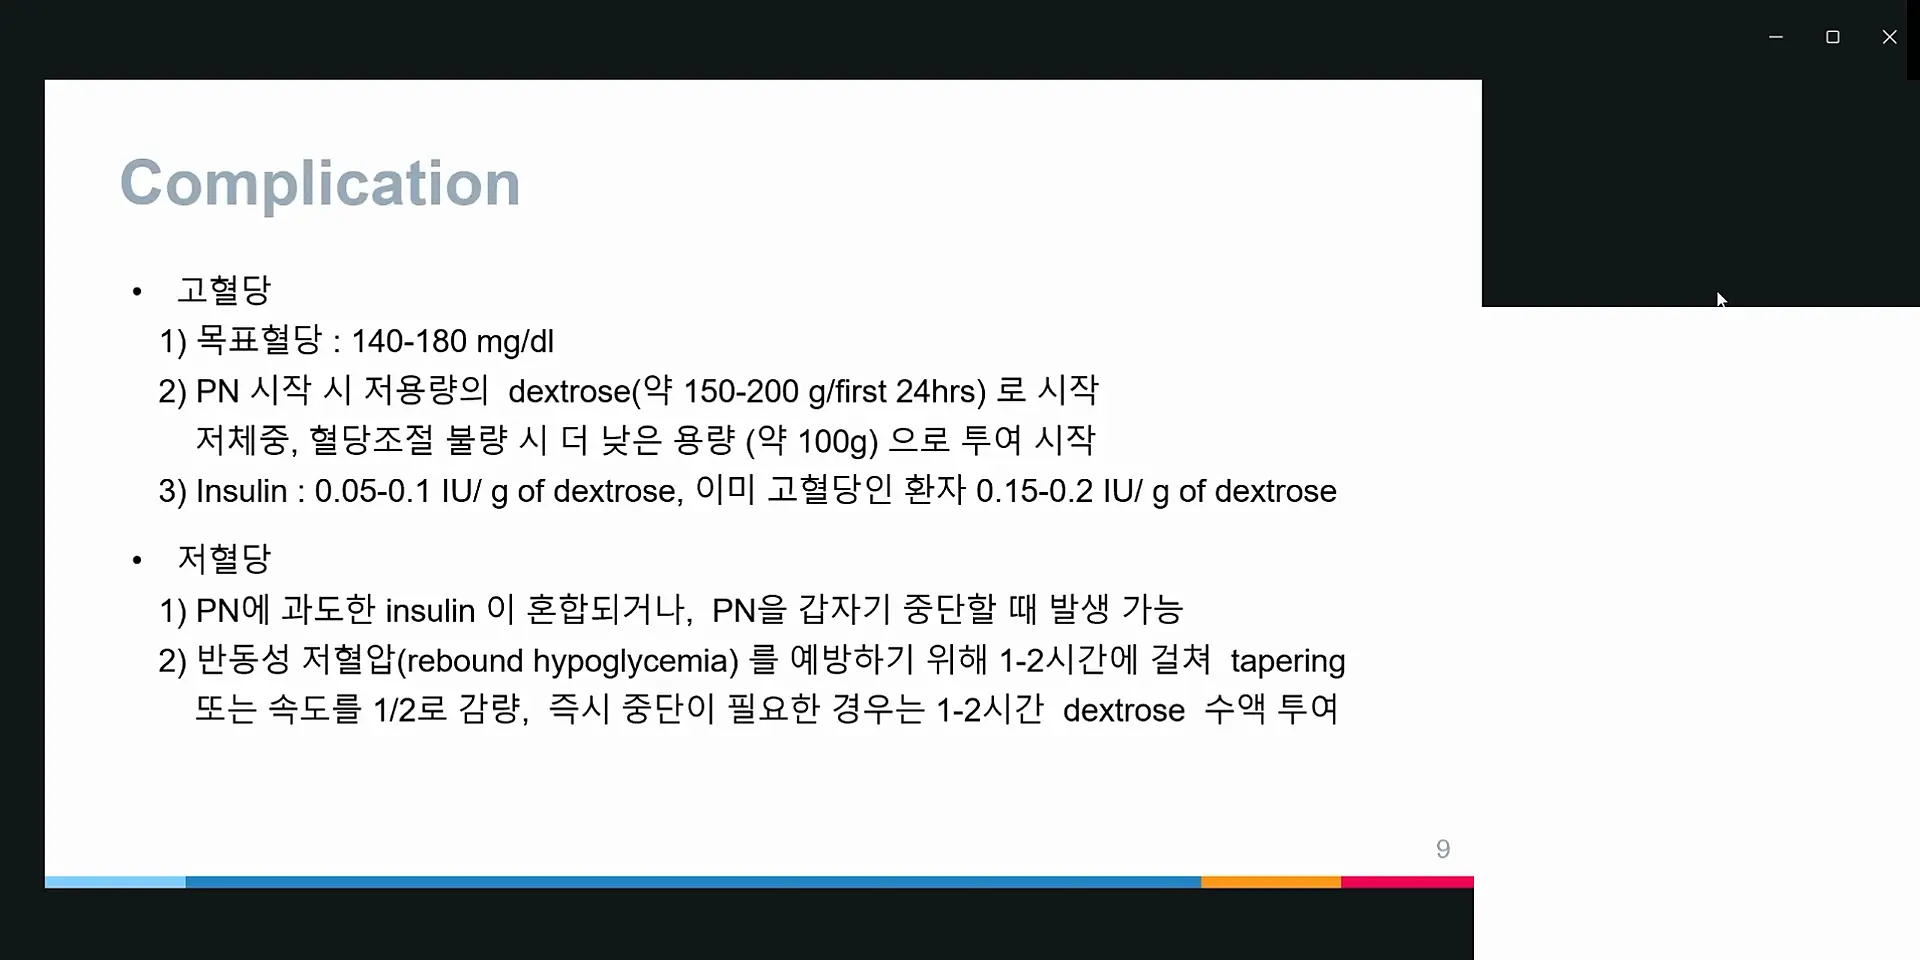 Complication
• 고혈당
1) 목표혈당 : 140-180 mg/dl
2) PN 시작 시 저용량의 dextrose(약 150-200 g/first 24hrs) 로 시작
저체중, 혈당조절 불량 시 더 낮은 용량 (약 100g) 으로 투여 시작
3) Insulin : 0.05-0.1 IU/ g of dextrose, 이미 고혈당인 환자 0.15-0.2 IU/ g of dextrose
• 저혈당
1) PN에 과도한 insulin 이 혼합되거나, PN을 갑자기 중단할 때 발생 가능
2) 반동성 저혈압(rebound hypoglycemia) 를 예방하기 위해 1-2시간에 걸쳐 tapering
또는 속도를 1/2로 감량, 즉시 중단이 필요한 경우는 1-2시간 dextrose 수액 투여
9